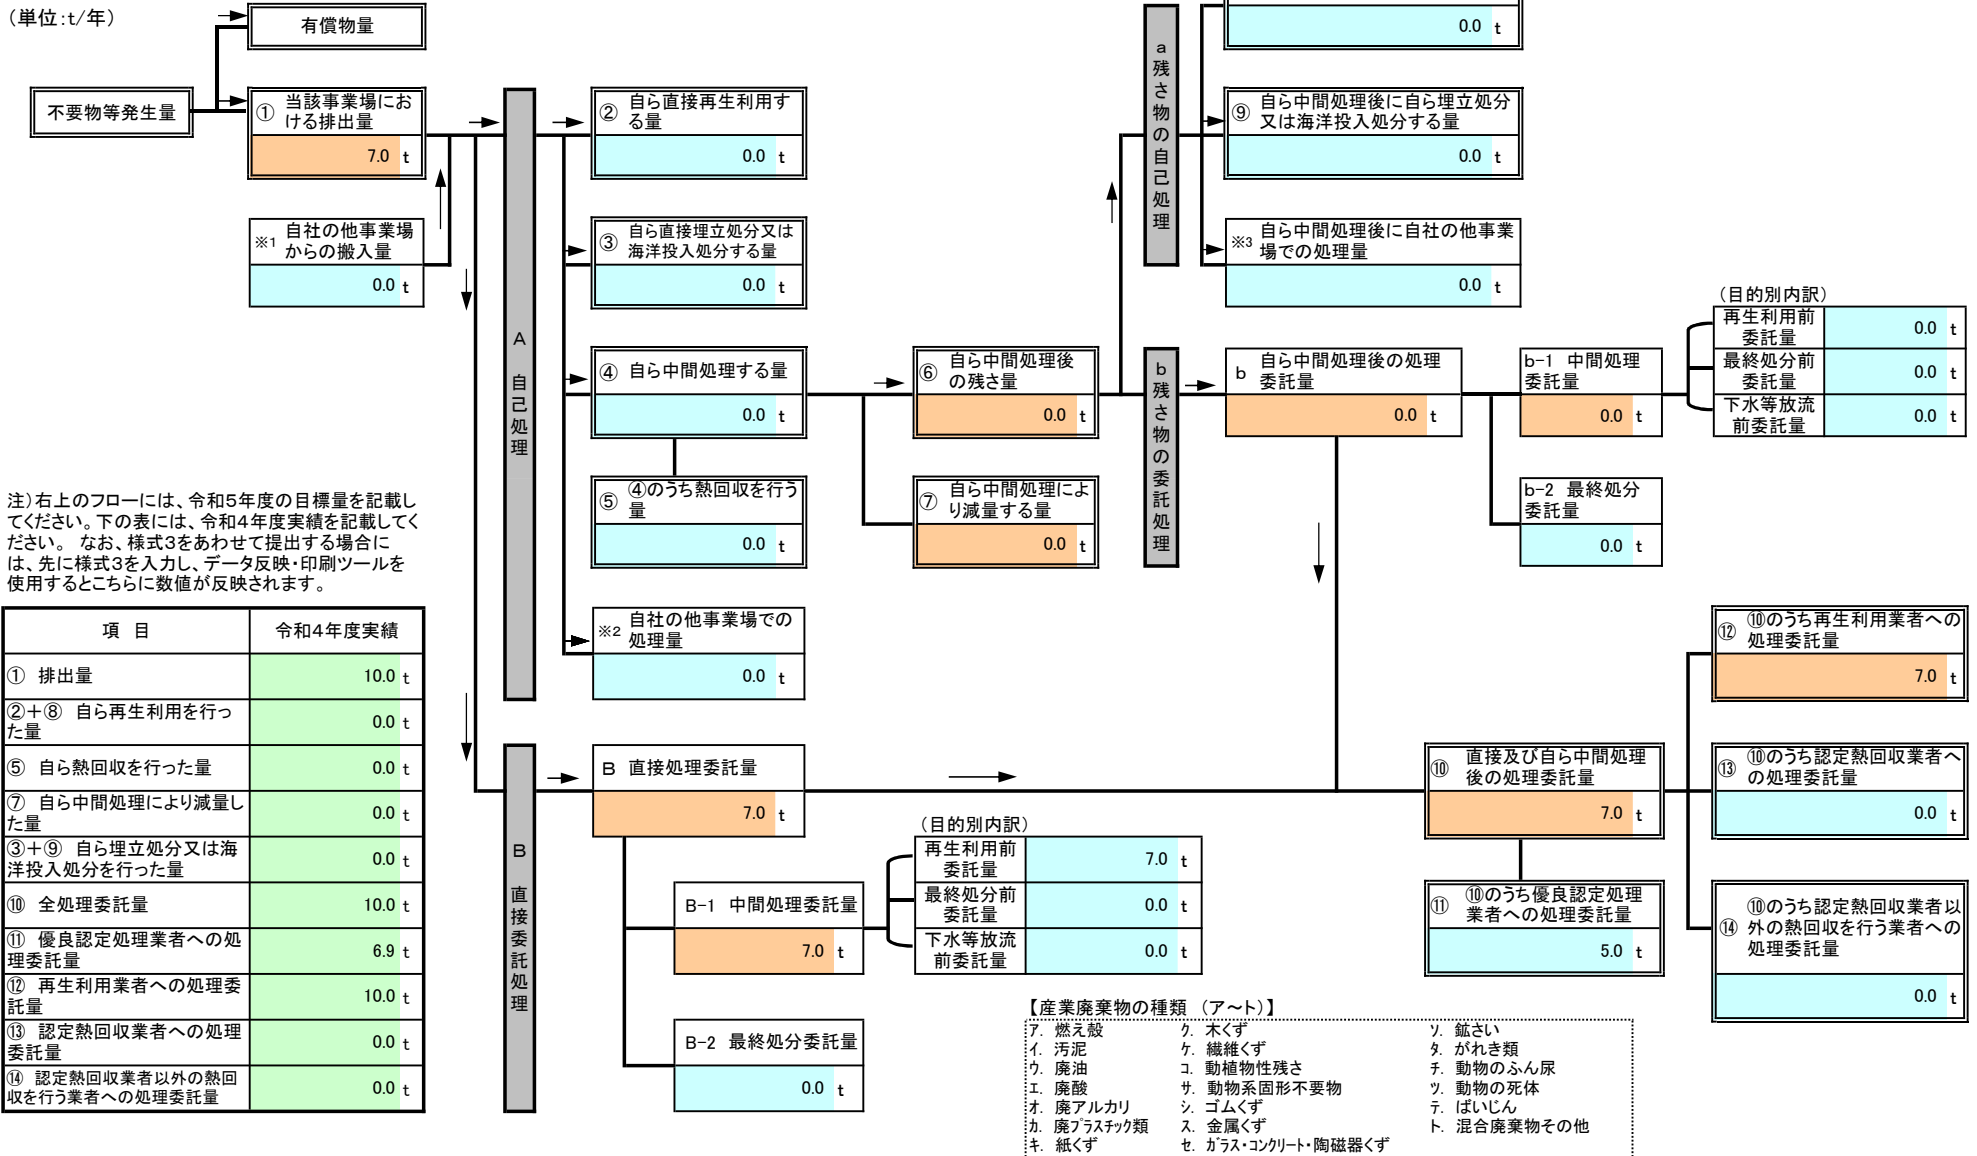 (単位:t/年)
有償物量
不要物等発生量
① 当該事業場にお
ける排出量
7.0 t
※1 自社の他事業場
からの搬入量
0.0 t
A 自己処理
② 自ら直接再生利用す
る量
0.0 t
③ 自ら直接埋立処分又は
海洋投入処分する量
0.0 t
④ 自ら中間処理する量
0.0 t
⑤ ④のうち熱回収を行う
量
0.0 t
※2 自社の他事業場での
処理量
0.0 t
⑥ 自ら中間処理後
の残さ量
0.0 t
⑦ 自ら中間処理によ
り減量する量
0.0 t
a 残さ物の自己処理
0.0 t
⑨ 自ら中間処理後に自ら埋立処分
又は海洋投入処分する量
0.0 t
※3 自ら中間処理後に自社の他事業
場での処理量
0.0 t
b 残さ物の委託処理
b 自ら中間処理後の処理
委託量
0.0 t
b-1 中間処理
委託量
0.0 t
(目的別内訳)
再生利用前
委託量
0.0 t
最終処分前
委託量
0.0 t
下水等放流
前委託量
0.0 t
b-2 最終処分
委託量
0.0 t
注)右上のフローには、令和5年度の目標量を記載し
てください。下の表には、令和4年度実績を記載してく
ださい。 なお、様式3をあわせて提出する場合に
は、先に様式3を入力し、データ反映・印刷ツールを
使用するとこちらに数値が反映されます。
項 目 令和4年度実績
① 排出量 10.0 t
②+⑧ 自ら再生利用を行っ
た量
0.0 t
⑤ 自ら熱回収を行った量 0.0 t
⑦ 自ら中間処理により減量し
た量
0.0 t
③+⑨ 自ら埋立処分又は海
洋投入処分を行った量
0.0 t
⑩ 全処理委託量 10.0 t
⑪ 優良認定処理業者への処
理委託量
6.9 t
⑫ 再生利用業者への処理委
託量
10.0 t
⑬ 認定熱回収業者への処理
委託量
0.0 t
⑭ 認定熱回収業者以外の熱回
収を行う業者への処理委託量
0.0 t
B 直接委託処理
B 直接処理委託量
7.0 t
B-1 中間処理委託量
7.0 t
(目的別内訳)
再生利用前
委託量
7.0 t
最終処分前
委託量
0.0 t
下水等放流
前委託量
0.0 t
B-2 最終処分委託量
0.0 t
⑩ 直接及び自ら中間処理
後の処理委託量
7.0 t
⑪ ⑩のうち優良認定処理
業者への処理委託量
5.0 t
⑫ ⑩のうち再生利用業者への
処理委託量
7.0 t
⑬ ⑩のうち認定熱回収業者へ
の処理委託量
0.0 t
⑭ ⑩のうち認定熱回収業者以
外の熱回収を行う業者への
処理委託量
0.0 t
【産業廃棄物の種類 (ア~ト)】
ア. 燃え殻 ク. 木くず ソ. 鉱さい
イ. 汚泥 ケ. 繊維くず タ. がれき類
ウ. 廃油 コ. 動植物性残さ チ. 動物のふん尿
エ. 廃酸 サ. 動物系固形不要物 ツ. 動物の死体
オ. 廃アルカリ シ. ゴムくず テ. ばいじん
カ. 廃プラスチック類 ス. 金属くず ト. 混合廃棄物その他
キ. 紙くず セ. ガラス・コンクリート・陶磁器くず